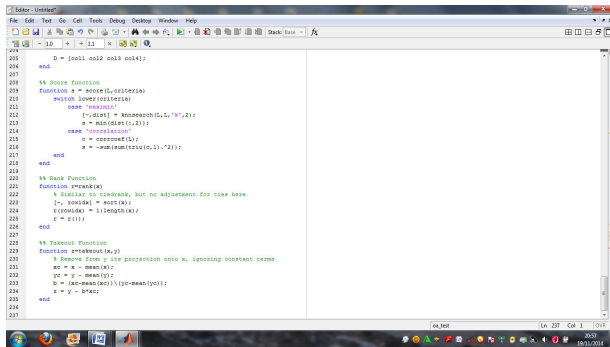 Editor - Untitled*
File Edit Text Go Cell Tools Debug Desktop Window Help
Stack: Base fx
- 1.0 + ÷ 1.1 ×
204
205 D = [col1 col2 col3 col4];
206 end
207
208 %% Score function
209 function s = score(L,criteria)
210 switch lower(criteria)
211 case 'maximin'
212 [~,dist] = knnsearch(L,L,'k',2);
213 s = min(dist(:,2));
214 case 'correlation'
215 c = corrcoef(L);
216 s = -sum(sum(triu(c,1).^2));
217 end
218 end
219
220 %% Rank Function
221 function r=rank(x)
222 % Similar to tiedrank, but no adjustment for ties here
223 [~, rowidx] = sort(x);
224 r(rowidx) = 1:length(x);
225 r = r(:);
226 end
227
228 %% Takeout Function
229 function z=takeout(x,y)
230 % Remove from y its projection onto x, ignoring constant terms
231 xc = x - mean(x);
232 yc = y - mean(y);
233 b = (xc-mean(xc))\(yc-mean(yc));
234 z = y - b*xc;
235 end
236
237
oa_test Ln 237 Col 1 OVR
20:57
19/11/2014